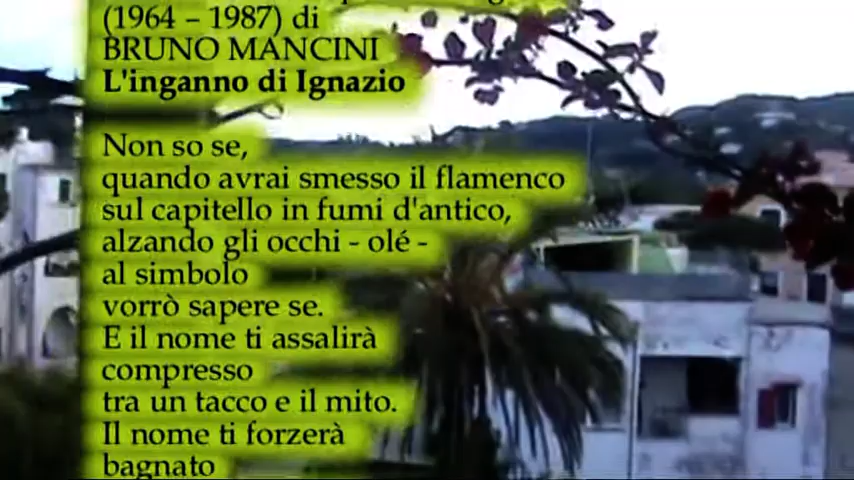 (1964 – 1987) di
BRUNO MANCINI
L'inganno di Ignazio
Non so se,
quando avrai smesso il flamenco
sul capitello in fumi d'antico,
alzando gli occhi - olé -
al simbolo
vorrò sapere se.
E il nome ti assalirà
compresso
tra un tacco e il mito.
Il nome ti forzerà
bagnato